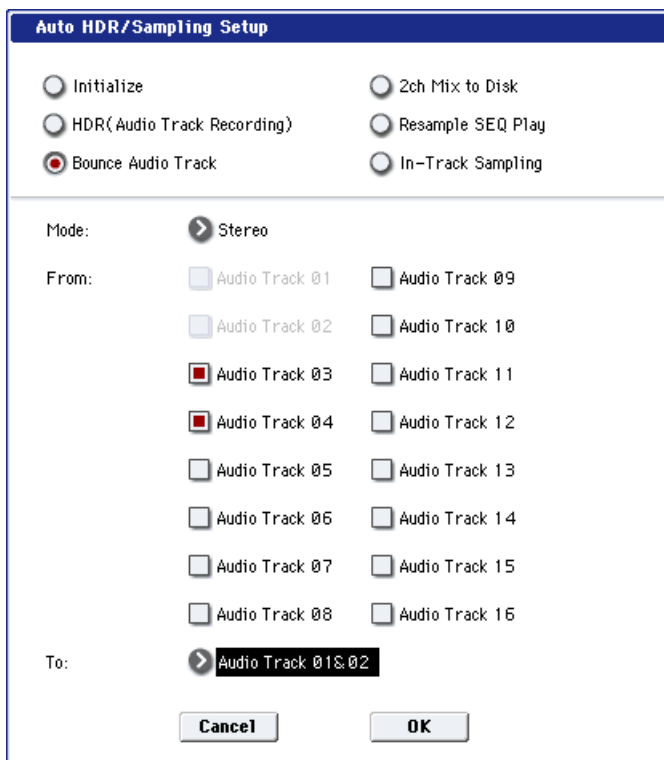 Auto HDR/Sampling Setup
Initialize
2ch Mix to Disk
HDR(Audio Track Recording)
Resample SEQ Play
Bounce Audio Track
In-Track Sampling
Mode:
Stereo
From:
Audio Track 01
Audio Track 09
Audio Track 02
Audio Track 10
Audio Track 03
Audio Track 11
Audio Track 04
Audio Track 12
Audio Track 05
Audio Track 13
Audio Track 06
Audio Track 14
Audio Track 07
Audio Track 15
Audio Track 08
Audio Track 16
To:
Audio Track 01&02
Cancel
OK